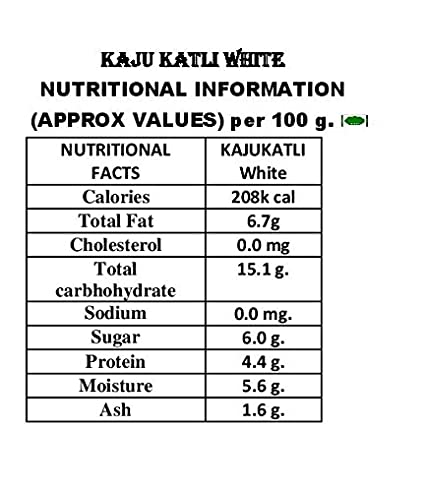 KAJU KATLI WHITE
NUTRITIONAL INFORMATION
(APPROX VALUES) per 100 g.
NUTRITIONAL FACTS KAJUKATLI White
Calories 208k cal
Total Fat 6.7g
Cholesterol 0.0 mg
Total carbhohydrate 15.1 g.
Sodium 0.0 mg.
Sugar 6.0 g.
Protein 4.4 g.
Moisture 5.6 g.
Ash 1.6 g.